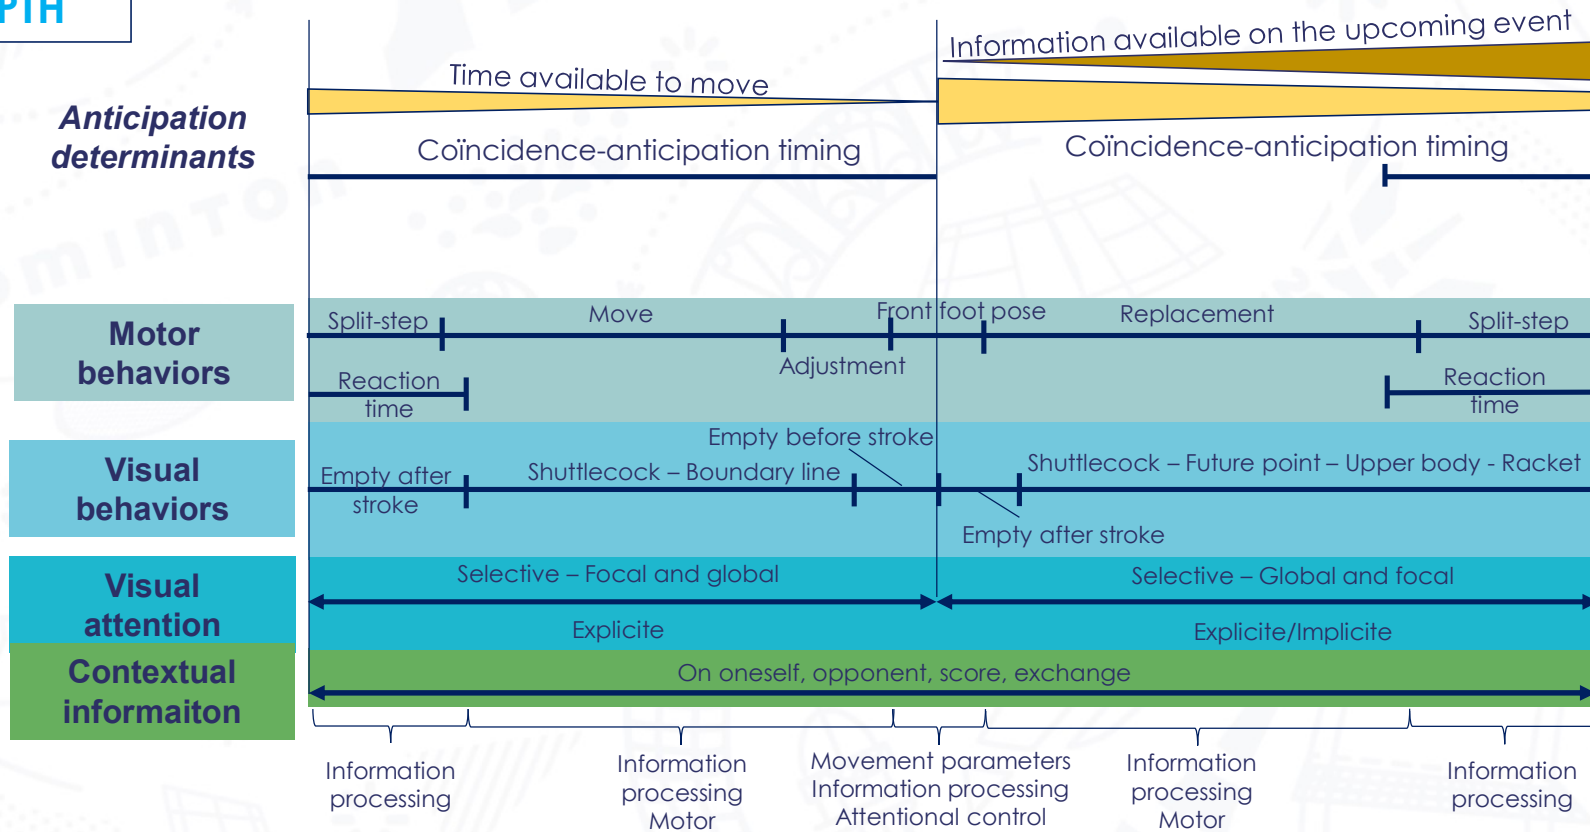 PTH
Information available on the upcoming event
Time available to move
Anticipation
determinants
Coïncidence-anticipation timing
Coïncidence-anticipation timing
MINTON
Motor
behaviors
Split-step
Move
Front foot pose
Replacement
Split-step
Adjustment
Reaction
time
Reaction
time
Visual
behaviors
Empty before stroke
Empty after
stroke
Shuttlecock – Boundary line
Shuttlecock – Future point – Upper body - Racket
Empty after stroke
Visual
attention
Selective – Focal and global
Selective – Global and focal
Explicite
Explicite/Implicite
Contextual
informaiton
On oneself, opponent, score, exchange
Information
processing
Information
processing
Motor
Movement parameters
Information processing
Attentional control
Information
processing
Motor
Information
processing